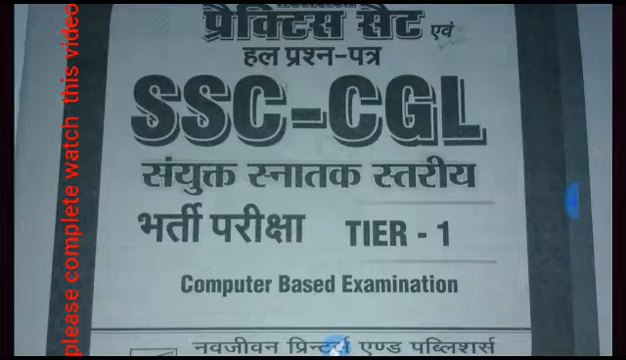 प्रैक्टिस सैट एवं
हल प्रश्न-पत्र
SSC-CGL
संयुक्त स्नातक स्तरीय
भर्ती परीक्षा TIER - 1
Computer Based Examination
नवजीवन प्रिन्टर्स एण्ड पब्लिशर्स
please complete watch this video